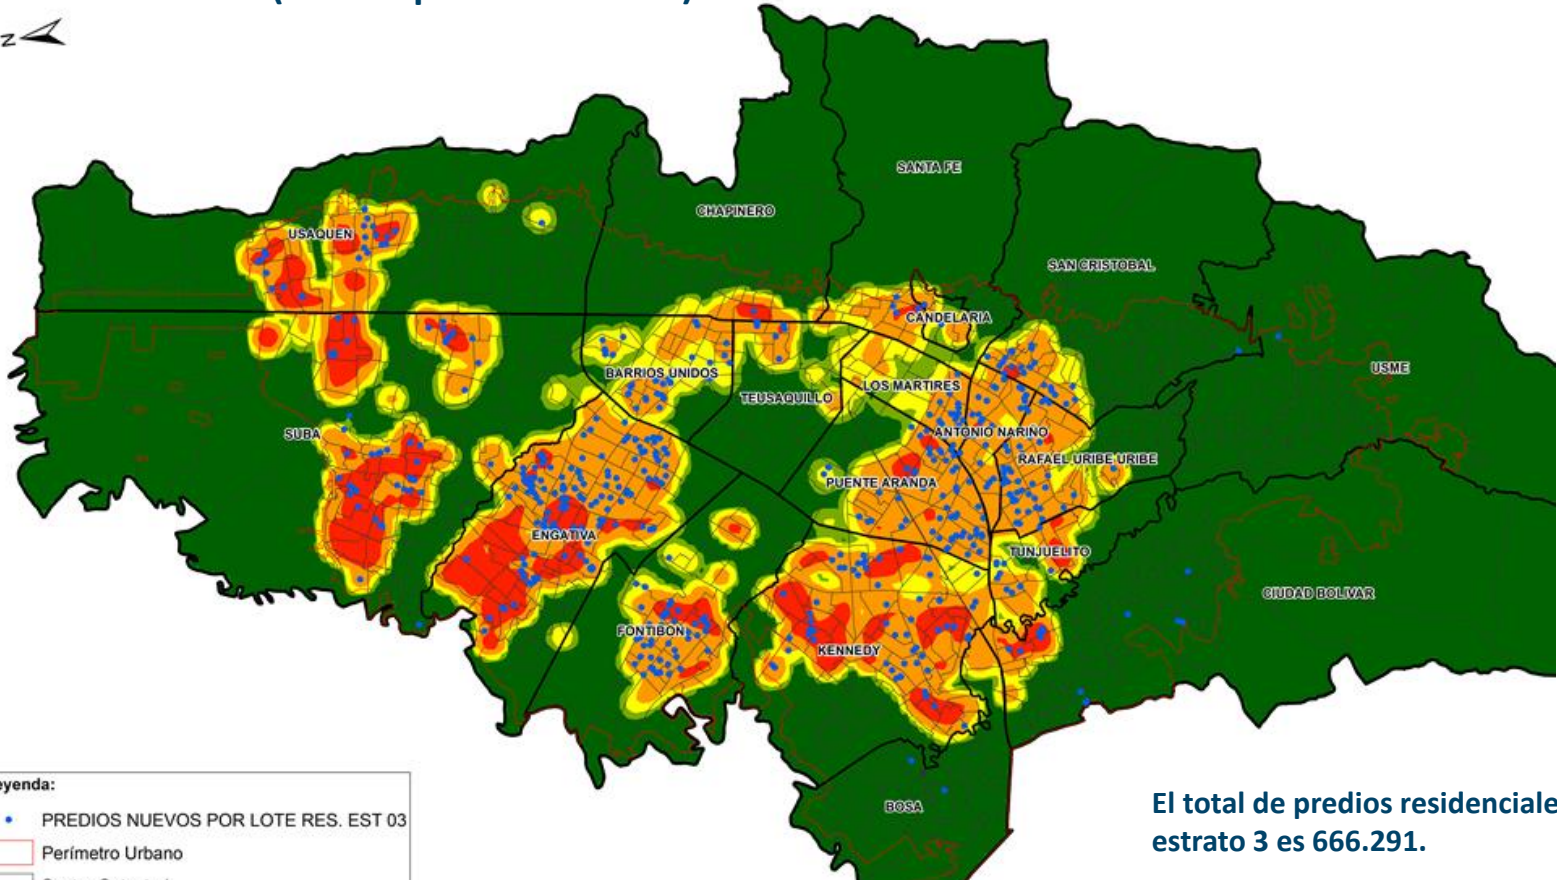 N
SANTA FE
CHAPINERO
USAQUEN
SAN CRISTOBAL
CANDELARIA
BARRIOS UNIDOS
USME
LOS MARTIRES
TEUSAQUILLO
SUBA
ANTONIO NARIÑO
RAFAEL URIBE URIBE
PUENTE ARANDA
ENGATIVA
TUNJUELITO
CIUDAD BOLIVAR
FONTIBON
KENNEDY
BOSA
eyenda:
PREDIOS NUEVOS POR LOTE RES. EST 03
Perímetro Urbano
El total de predios residenciale
estrato 3 es 666.291.